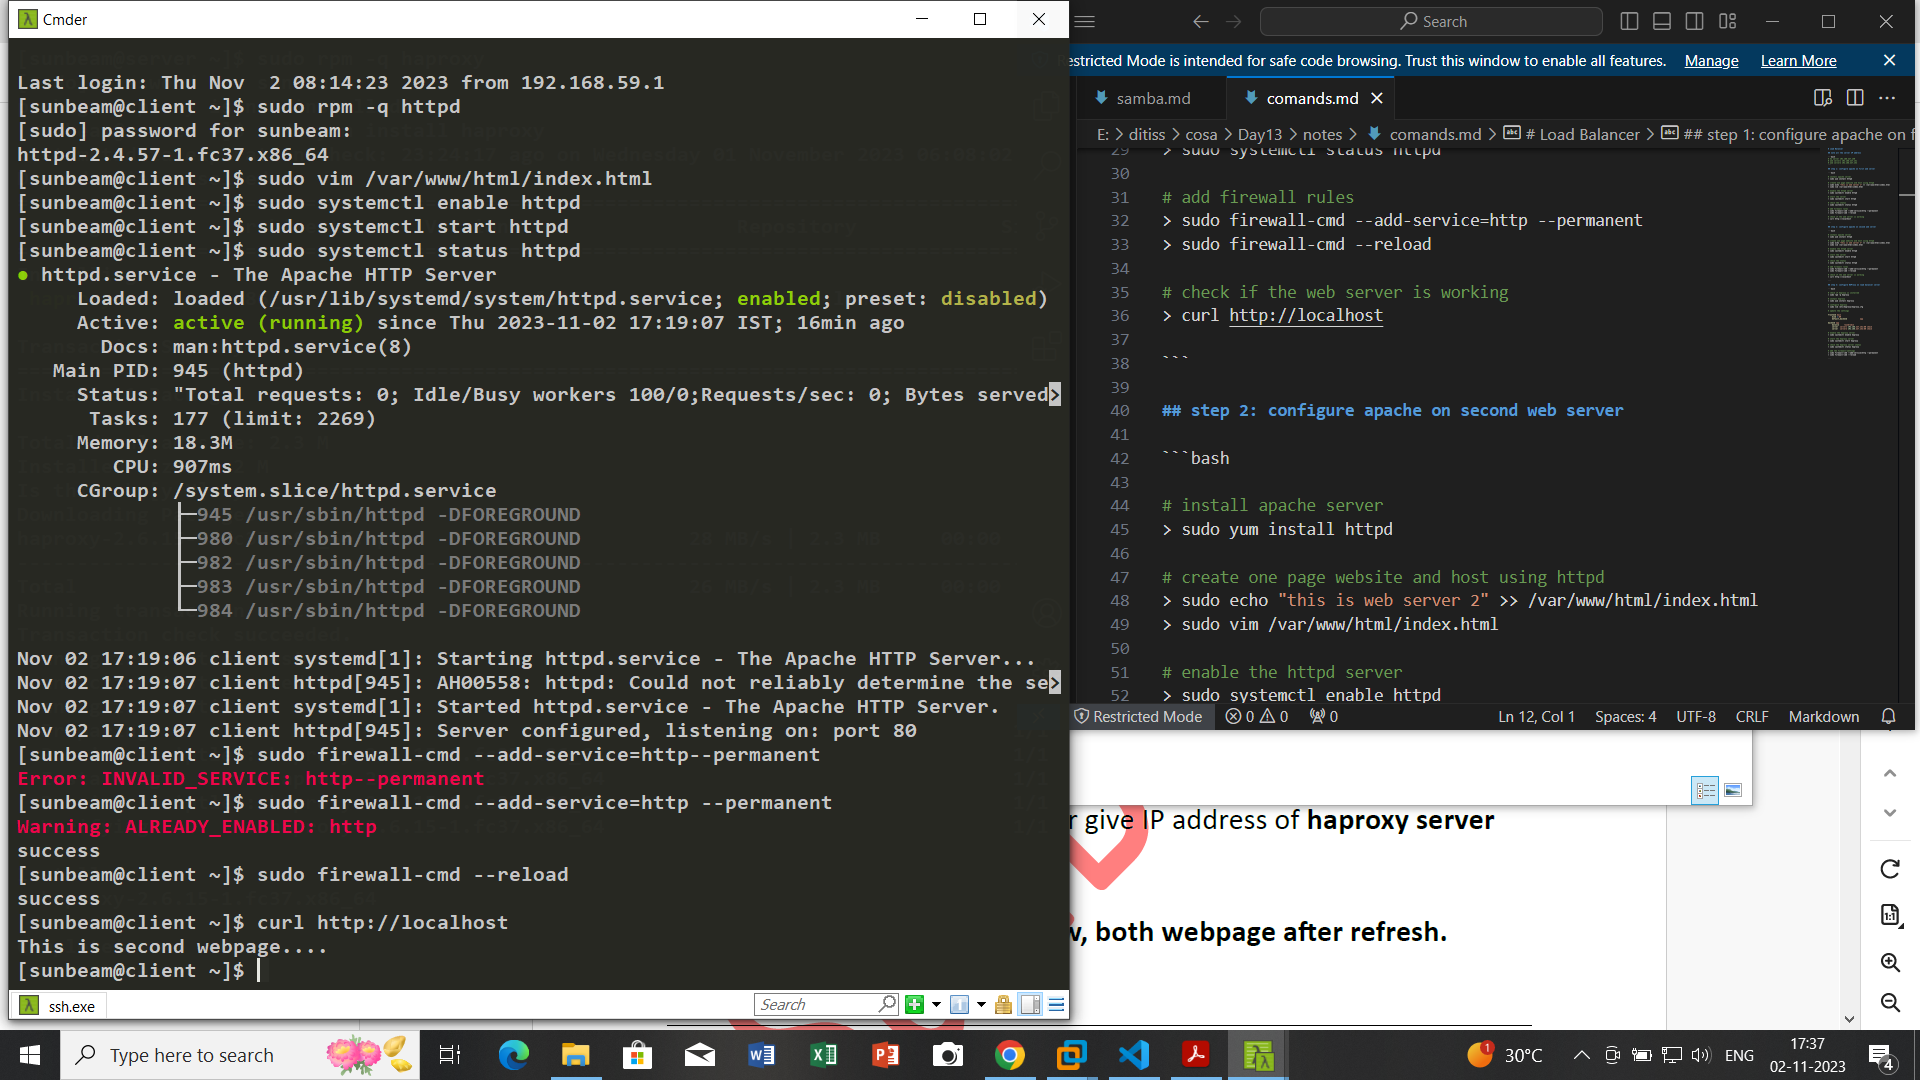 Cmder
Last login: Thu Nov  2 08:14:23 2023 from 192.168.59.1
[sunbeam@client ~]$ sudo rpm -q httpd
[sudo] password for sunbeam:
httpd-2.4.57-1.fc37.x86_64
[sunbeam@client ~]$ sudo vim /var/www/html/index.html
[sunbeam@client ~]$ sudo systemctl enable httpd
[sunbeam@client ~]$ sudo systemctl start httpd
[sunbeam@client ~]$ sudo systemctl status httpd
● httpd.service - The Apache HTTP Server
Loaded: loaded (/usr/lib/systemd/system/httpd.service; enabled; preset: disabled)
Active: active (running) since Thu 2023-11-02 17:19:07 IST; 16min ago
Docs: man:httpd.service(8)
Main PID: 945 (httpd)
Status: "Total requests: 0; Idle/Busy workers 100/0;Requests/sec: 0; Bytes served>
Tasks: 177 (limit: 2269)
Memory: 18.3M
CPU: 907ms
CGroup: /system.slice/httpd.service
├─945 /usr/sbin/httpd -DFOREGROUND
├─980 /usr/sbin/httpd -DFOREGROUND
├─982 /usr/sbin/httpd -DFOREGROUND
├─983 /usr/sbin/httpd -DFOREGROUND
└─984 /usr/sbin/httpd -DFOREGROUND
Nov 02 17:19:06 client systemd[1]: Starting httpd.service - The Apache HTTP Server...
Nov 02 17:19:07 client httpd[945]: AH00558: httpd: Could not reliably determine the se>
Nov 02 17:19:07 client systemd[1]: Started httpd.service - The Apache HTTP Server.
Nov 02 17:19:07 client httpd[945]: Server configured, listening on: port 80
[sunbeam@client ~]$ sudo firewall-cmd --add-service=http--permanent
Error: INVALID_SERVICE: http--permanent
[sunbeam@client ~]$ sudo firewall-cmd --add-service=http --permanent
Warning: ALREADY_ENABLED: http
success
[sunbeam@client ~]$ sudo firewall-cmd --reload
success
[sunbeam@client ~]$ curl http://localhost
This is second webpage....
[sunbeam@client ~]$
ssh.exe
Search
Search
estricted Mode is intended for safe code browsing. Trust this window to enable all features. Manage Learn More
samba.md
comands.md
E: > ditiss > cosa > Day13 > notes > comands.md > # Load Balancer > ## step 1: configure apache on f
29 > sudo systemctl status httpd
30
31 # add firewall rules
32 > sudo firewall-cmd --add-service=http --permanent
33 > sudo firewall-cmd --reload
34
35 # check if the web server is working
36 > curl http://localhost
37
38 ```
39
40 ## step 2: configure apache on second web server
41
42 ```bash
43
44 # install apache server
45 > sudo yum install httpd
46
47 # create one page website and host using httpd
48 > sudo echo "this is web server 2" >> /var/www/html/index.html
49 > sudo vim /var/www/html/index.html
50
51 # enable the httpd server
52 > sudo systemctl enable httpd
Restricted Mode 0 0 0 Ln 12, Col 1 Spaces: 4 UTF-8 CRLF Markdown
r give IP address of haproxy server
, both webpage after refresh.
Type here to search
30°C
ENG
17:37
02-11-2023
1
4